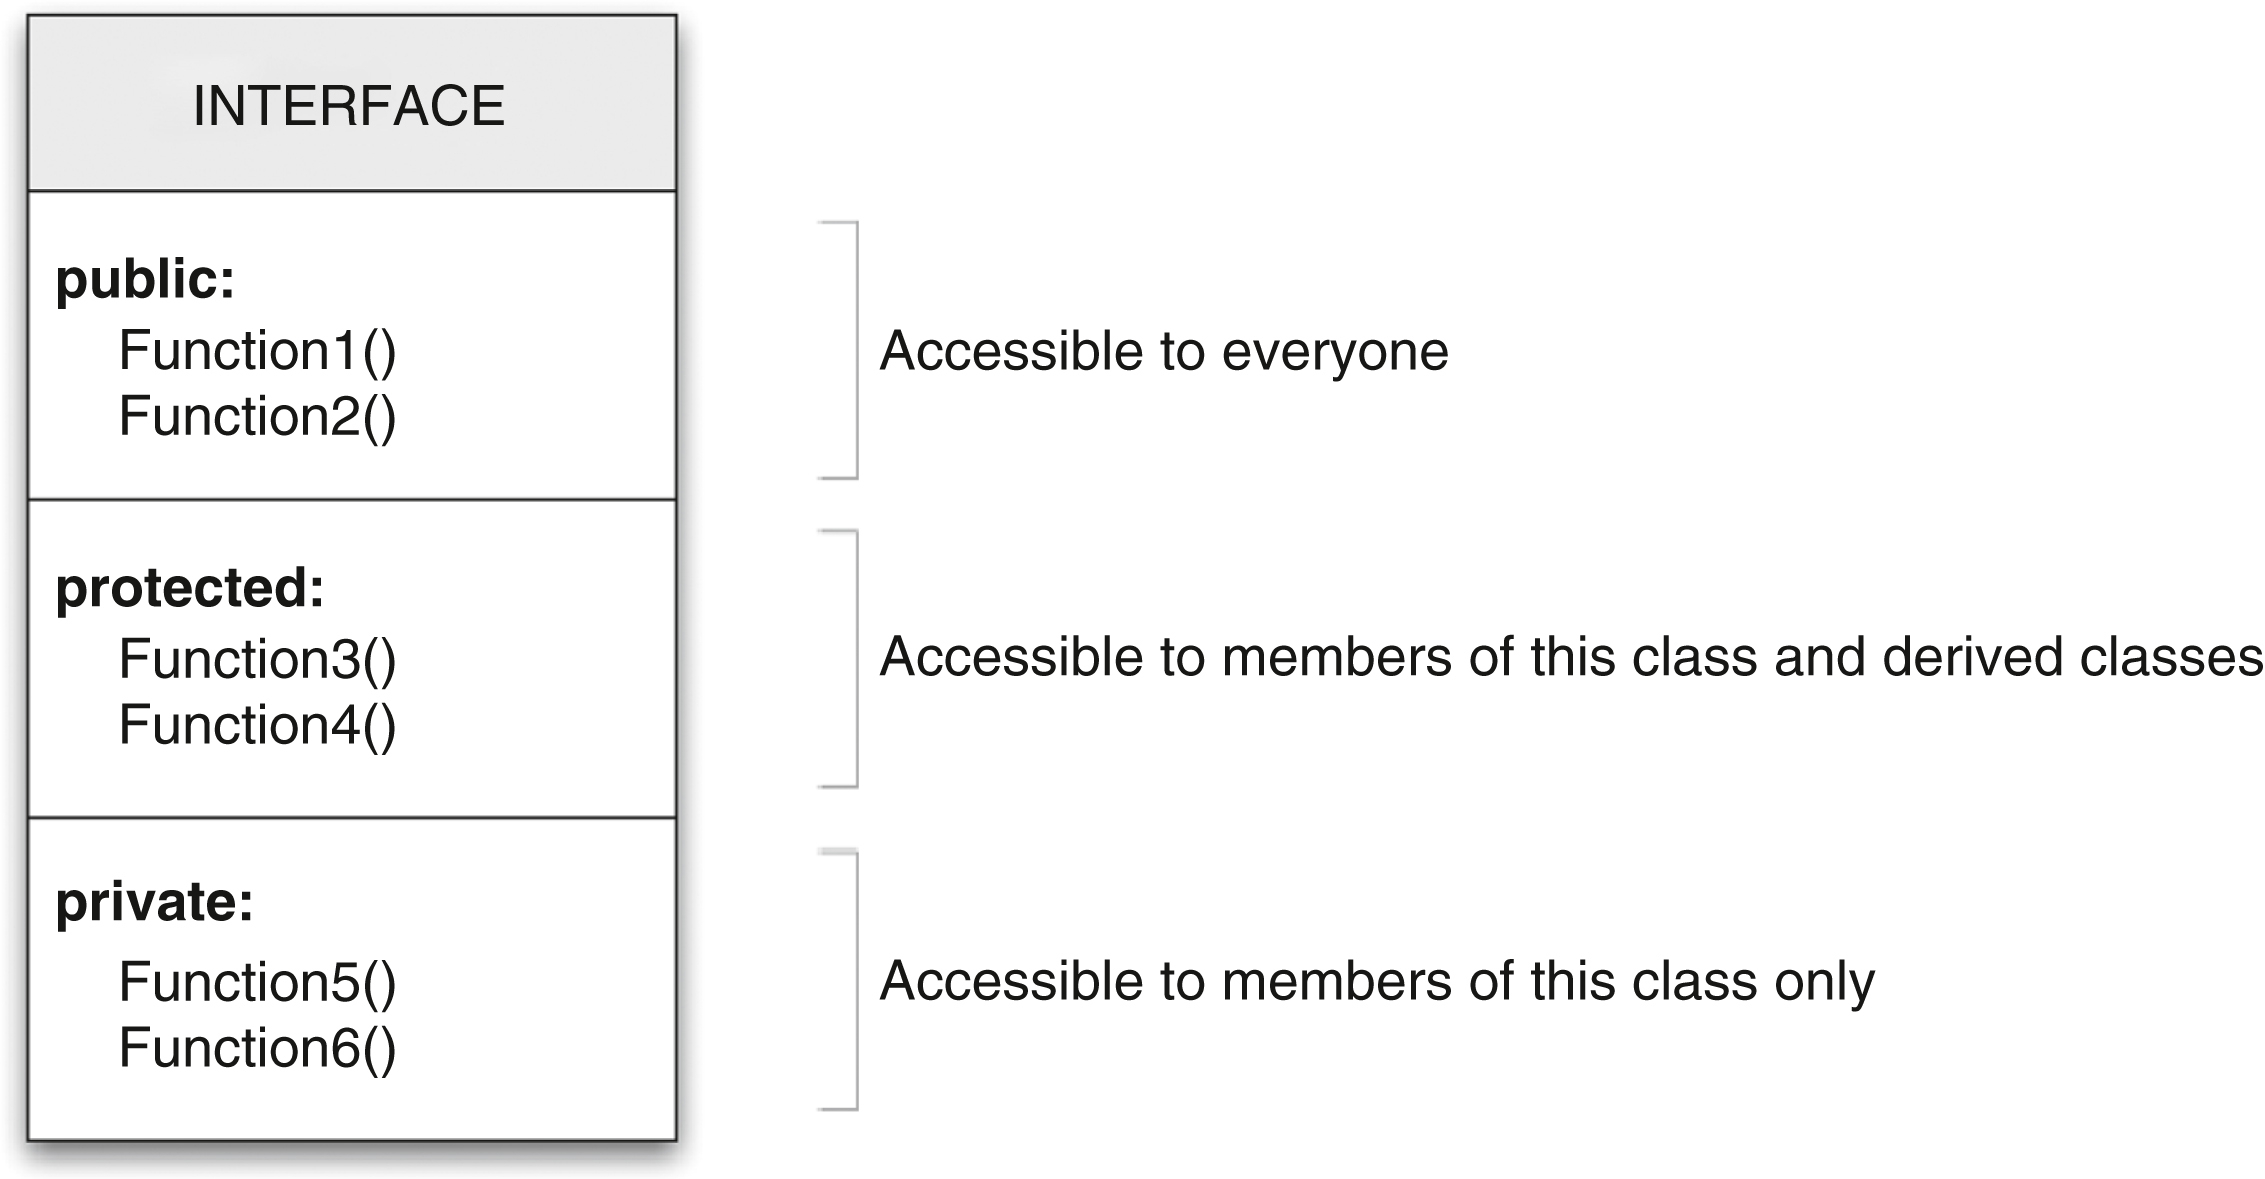 INTERFACE
public:
Function1()
Function2()
Accessible to everyone
protected:
Function3()
Function4()
Accessible to members of this class and derived classes
private:
Function5()
Function6()
Accessible to members of this class only